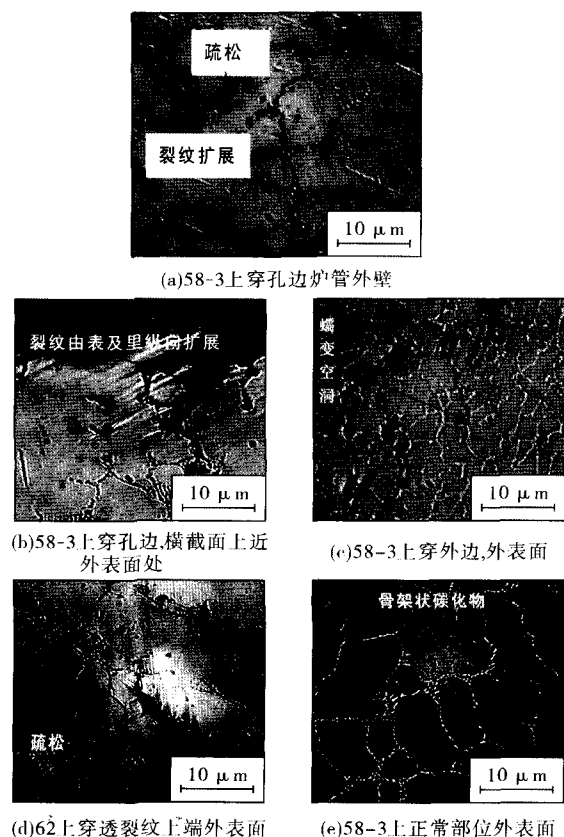 疏松
裂纹扩展
10 μm
(a)58-3上穿孔边炉管外壁
裂纹由表及里纵向扩展
10 μm
(b)58-3上穿孔边,横截面上近
外表面处
蠕变空洞
10 μm
(c)58-3上穿外边,外表面
疏松
10 μm
(d)62上穿透裂纹上端外表面
骨架状碳化物
10 μm
(e)58-3上正常部位外表面